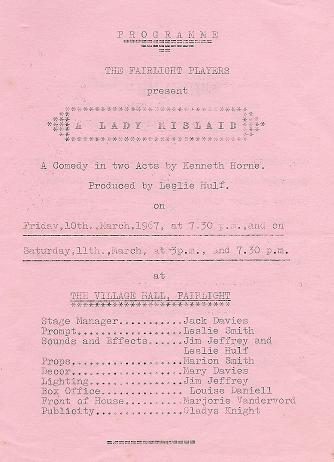 PROGRAMME
THE FAIRLIGHT PLAYERS
present
A LADY MISLAID
A Comedy in two Acts by Kenneth Horne.
Produced by Leslie Hulf.
on
Friday,10th.,March,1967, at 7.30 p.m.,and on
Saturday,11th.,March, at 3p.m., and 7.30 p.m.
at
THE VILLAGE HALL, FAIRLIGHT
Stage Manager..........Jack Davies
Prompt.................Leslie Smith
Sounds and Effects.....Jim Jeffrey and
Leslie Hulf
Props..................Marion Smith
Decor..................Mary Davies
Lighting...............Jim Jeffrey
Box Office............. Louise Daniell
Front of House.........Marjorie Vandervord
Publicity..............Gladys Knight